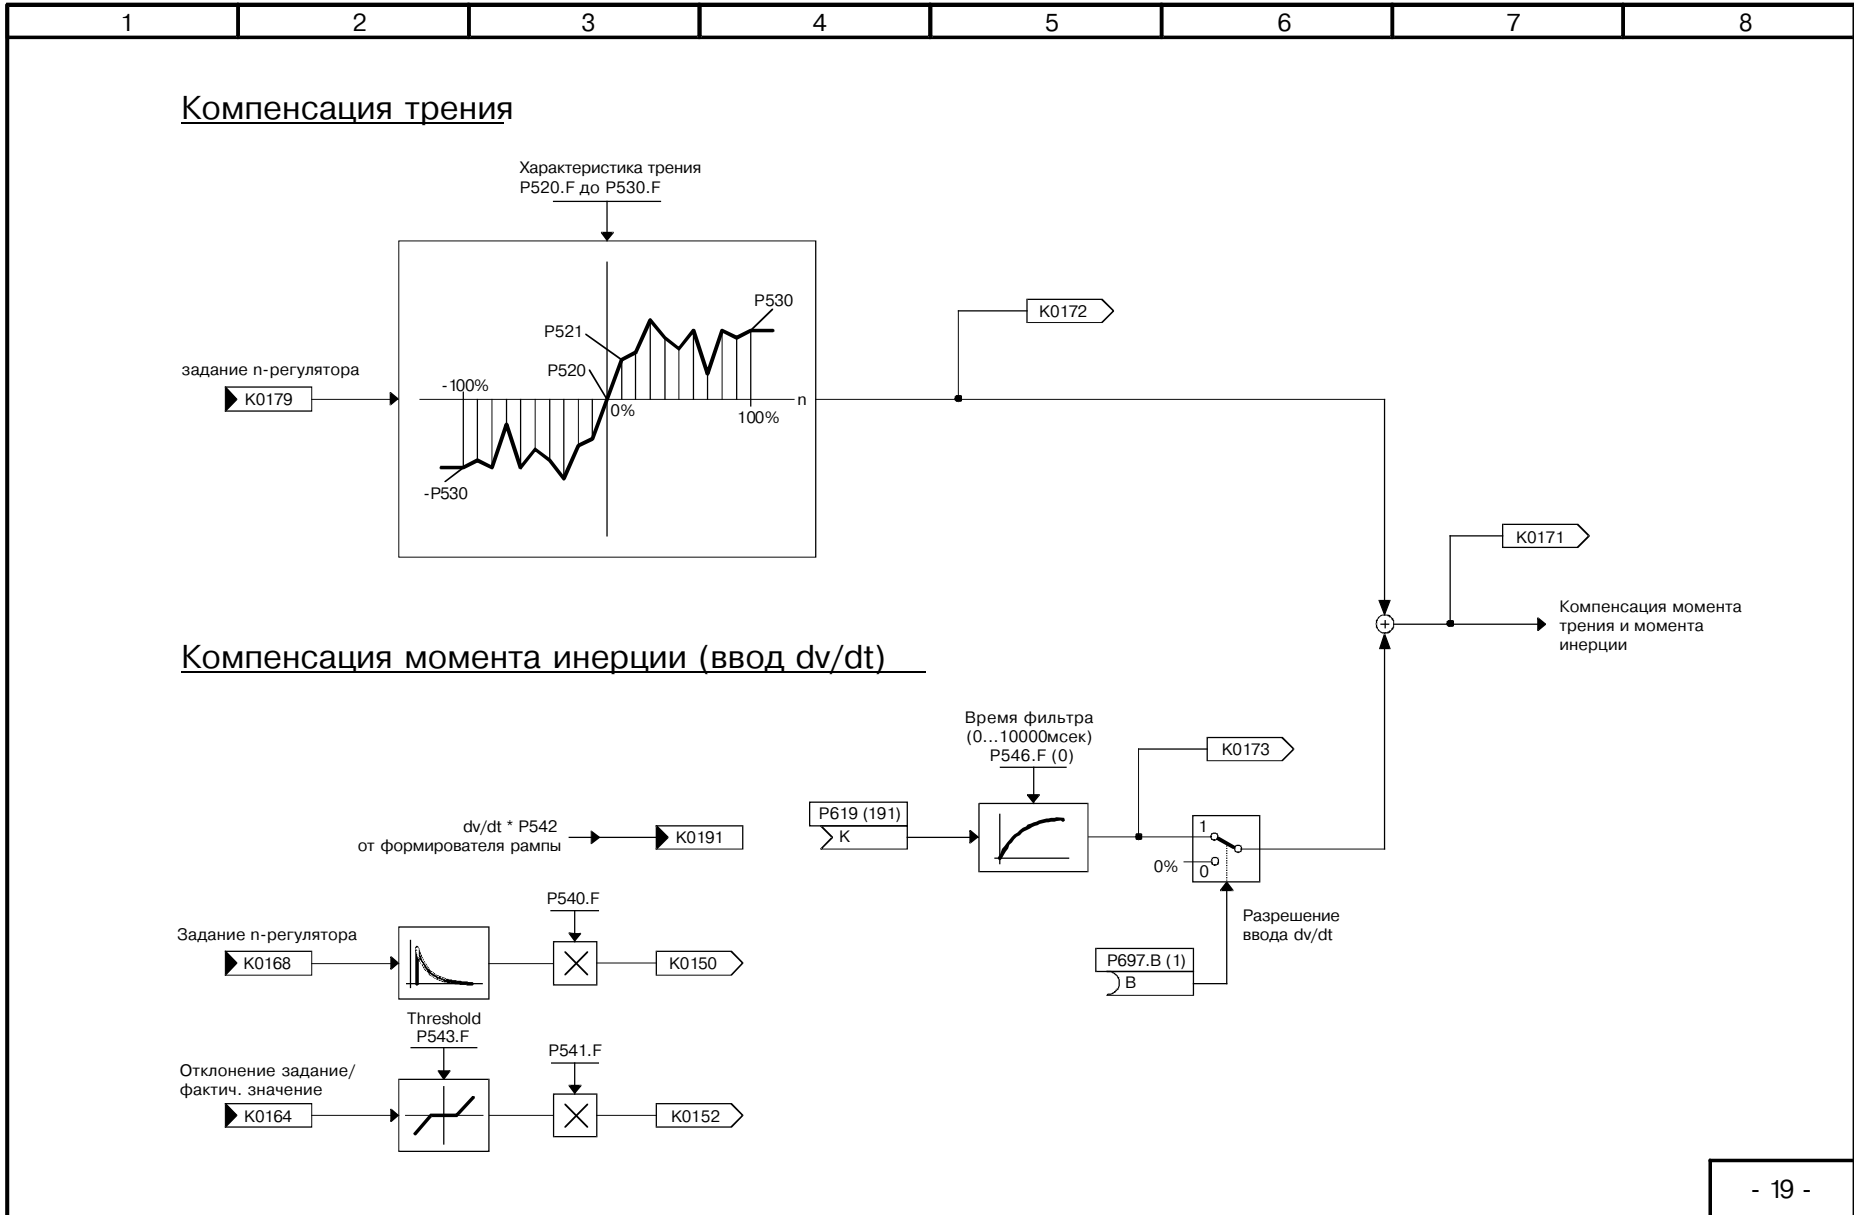 1 2 3 4 5 6 7 8
Компенсация трения
Характеристика трения
P520.F до P530.F
P530
K0172
P521
задание n-регулятора
P520
-100%
K0179
n
0%
100%
-P530
K0171
Компенсация момента
трения и момента
инерции
Компенсация момента инерции (ввод dv/dt)
Время фильтра
(0...10000мсек)
P546.F (0)
K0173
P619 (191)
K
dv/dt * P542
от формирователя рампы
K0191
1
0%
0
P540.F
Разрешение
ввода dv/dt
Задание n-регулятора
K0168
K0150
P697.B (1)
B
Threshold
P543.F
P541.F
Отклонение задание/
фактич. значение
K0164
K0152
- 19 -